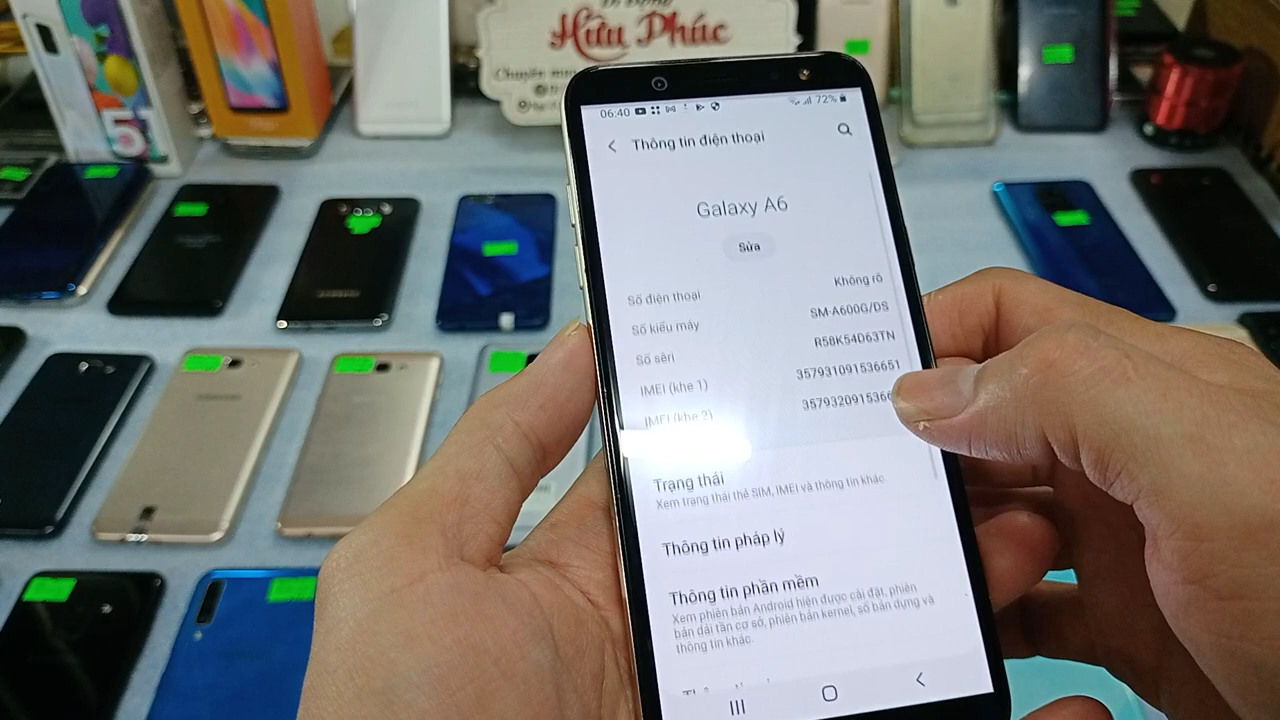 Hữu Phúc
06:40
72%
Thông tin điện thoại
Galaxy A6
Sửa
Số điện thoại Không rõ
Số kiểu máy SM-A600G/DS
Số sêri R58K54D63TN
IMEI (khe 1) 357931091536651
IMEI (khe 2)
Trạng thái
Xem trạng thái thẻ SIM, IMEI và thông tin khác.
Thông tin pháp lý
Thông tin phần mềm
Xem phiên bản Android hiện được cài đặt, phiên
bản dải tần cơ sở, phiên bản kernel, số bản dựng và
thông tin khác.